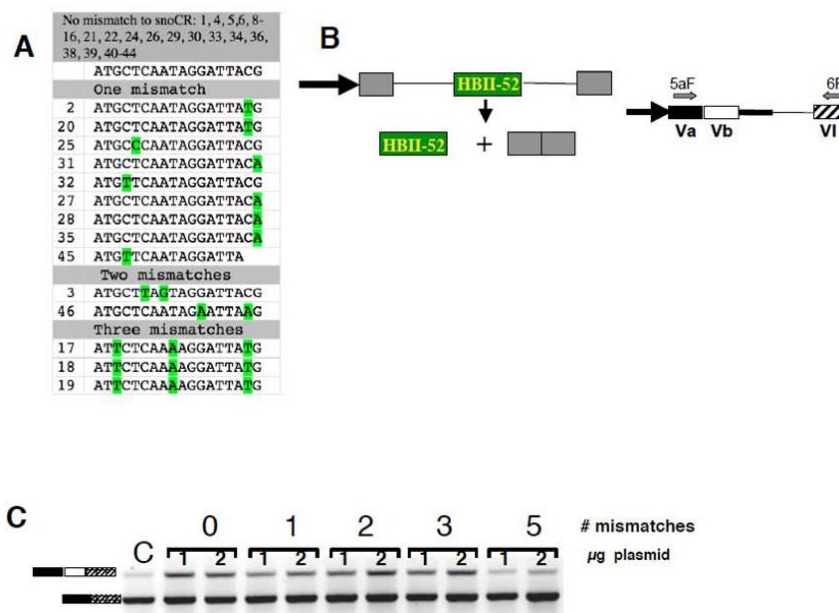 A
No mismatch to snoCR: 1, 4, 5,6, 8-
16, 21, 22, 24, 26, 29, 30, 33, 34, 36,
38, 39, 40-44
ATGCTCAATAGGATTACG
One mismatch
2 ATGCTCAATAGGATTATG
20 ATGCTCAATAGGATTATG
25 ATGCCCAATAGGATTACG
31 ATGCTCAATAGGATTACA
32 ATGTTCAATAGGATTACG
27 ATGCTCAATAGGATTACA
28 ATGCTCAATAGGATTACA
35 ATGCTCAATAGGATTACA
45 ATGTTCAATAGGATTA
Two mismatches
3 ATGCTTAGTAGGATTACG
46 ATGCTCAATAGAATTAAG
Three mismatches
17 ATTCTCAAAAGGATTATG
18 ATTCTCAAAAGGATTATG
19 ATTCTCAAAAGGATTATG
B
HBII-52
HBII-52 +
5aF 6R
Va Vb VI
C
0 1 2 3 5 # mismatches
C 1 2 1 2 1 2 1 2 1 2 µg plasmid